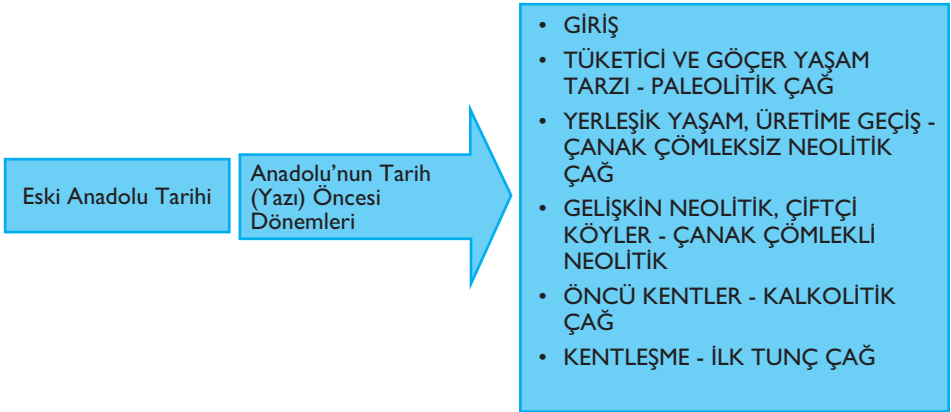 Eski Anadolu Tarihi
Anadolu'nun Tarih
(Yazı) Öncesi
Dönemleri
• GİRİŞ
• TÜKETİCİ VE GÖÇER YAŞAM
TARZI - PALEOLİTİK ÇAĞ
• YERLEŞİK YAŞAM, ÜRETİME GEÇİŞ -
ÇANAK ÇÖMLEKSİZ NEOLİTİK
ÇAĞ
• GELİŞKİN NEOLİTİK, ÇİFTÇİ
KÖYLER - ÇANAK ÇÖMLEKLİ
NEOLİTİK
• ÖNCÜ KENTLER - KALKOLİTİK
ÇAĞ
• KENTLEŞME - İLK TUNÇ ÇAĞ